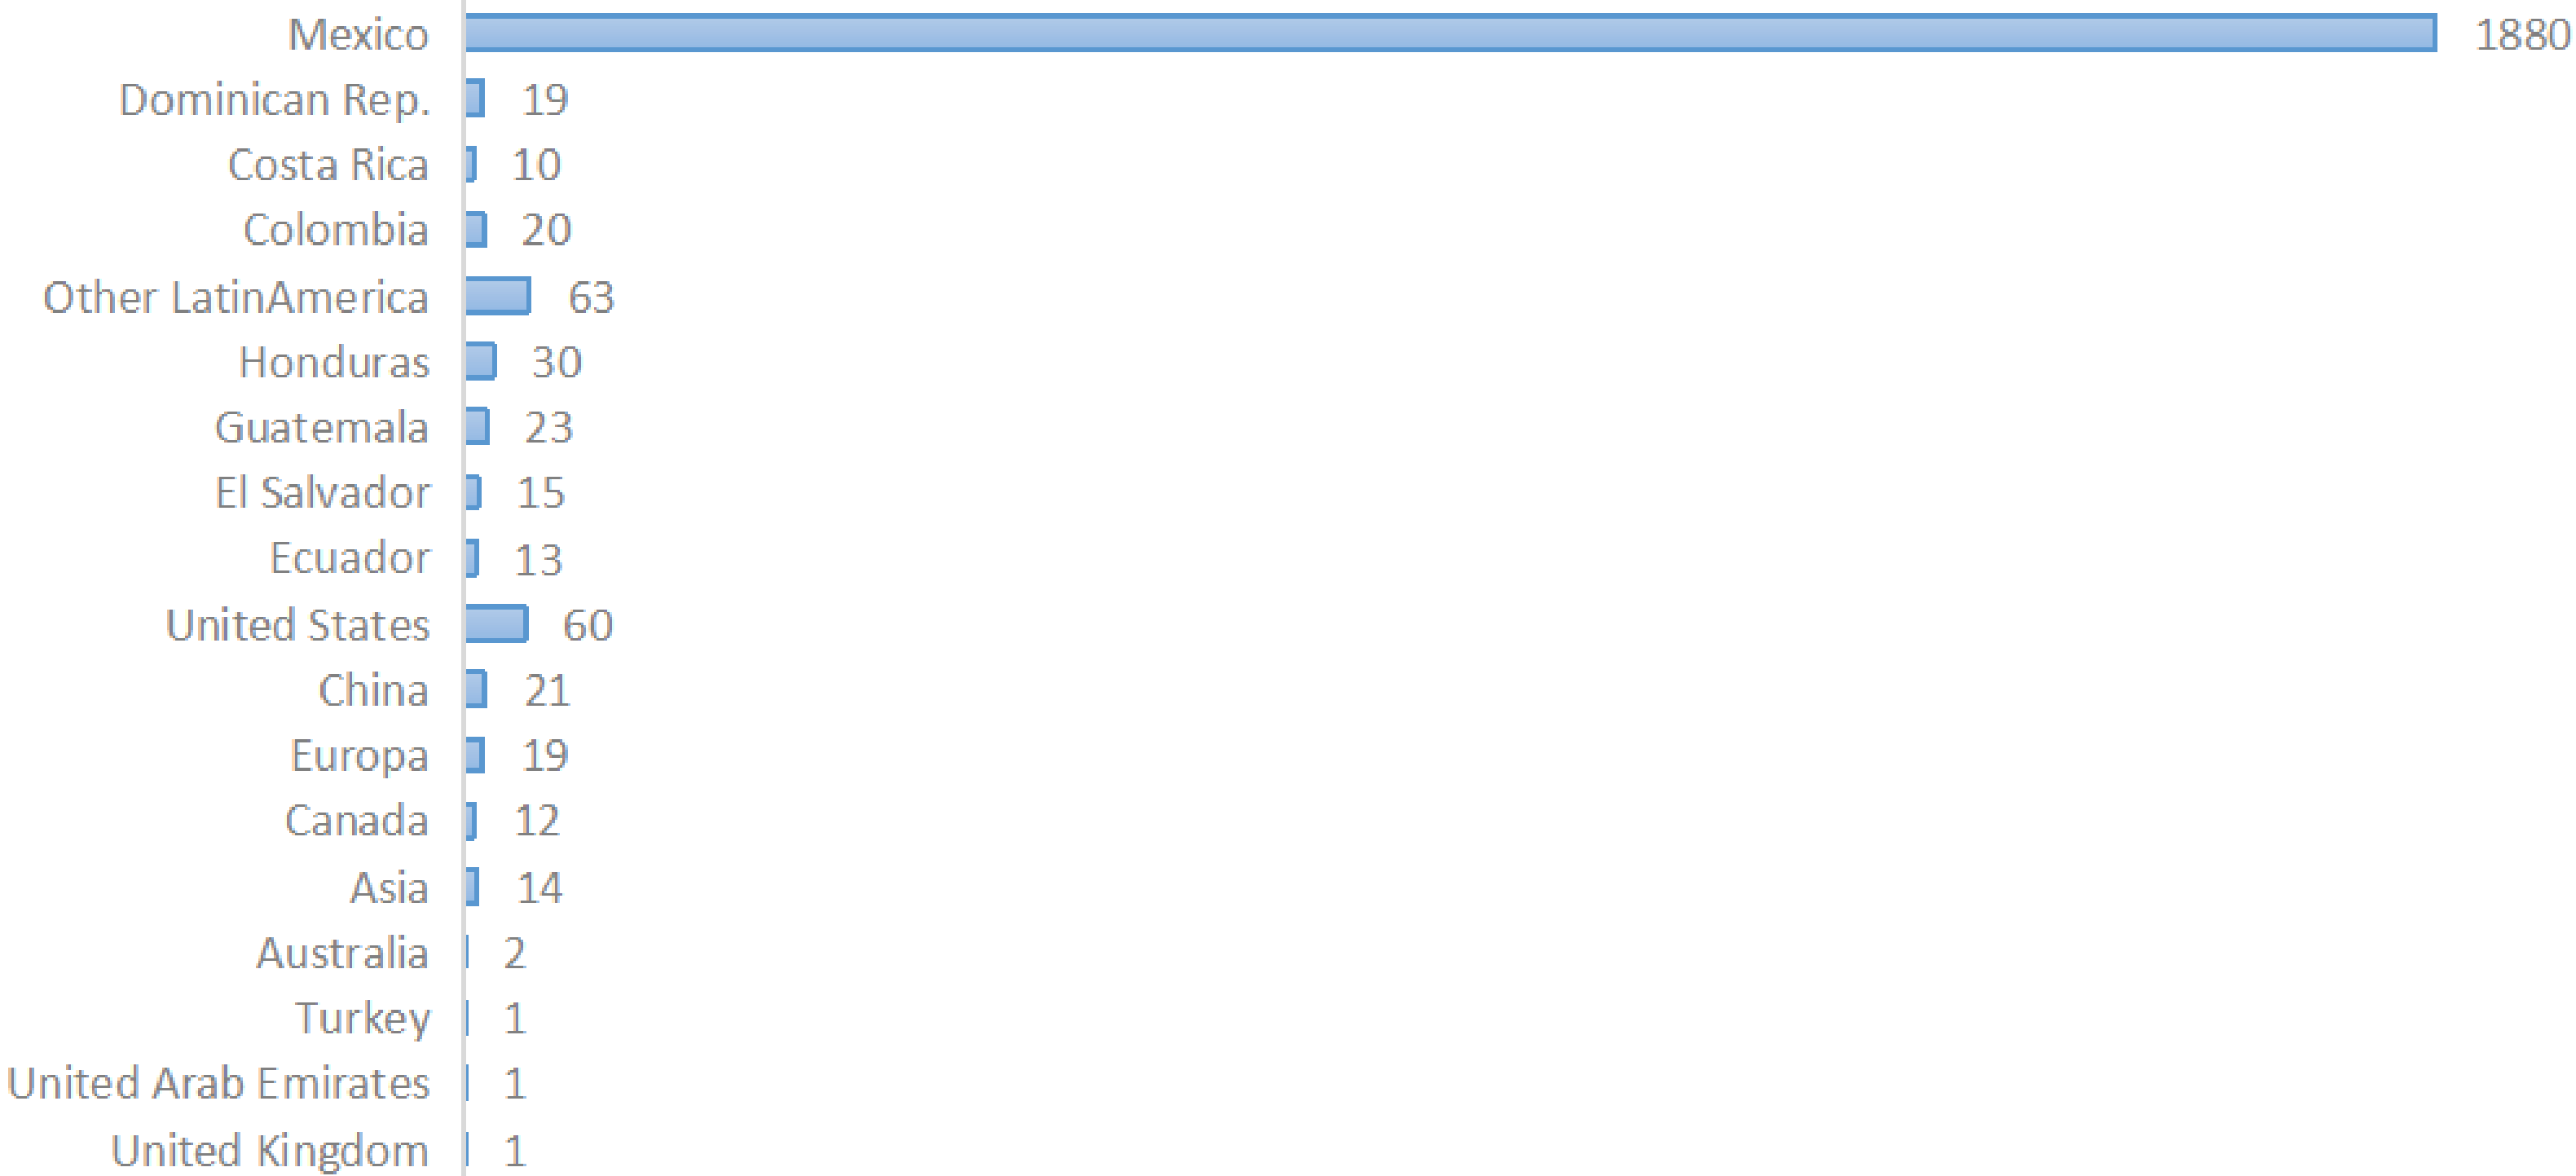 Mexico 1880
Dominican Rep. 19
Costa Rica 10
Colombia 20
Other LatinAmerica 63
Honduras 30
Guatemala 23
El Salvador 15
Ecuador 13
United States 60
China 21
Europa 19
Canada 12
Asia 14
Australia 2
Turkey 1
United Arab Emirates 1
United Kingdom 1